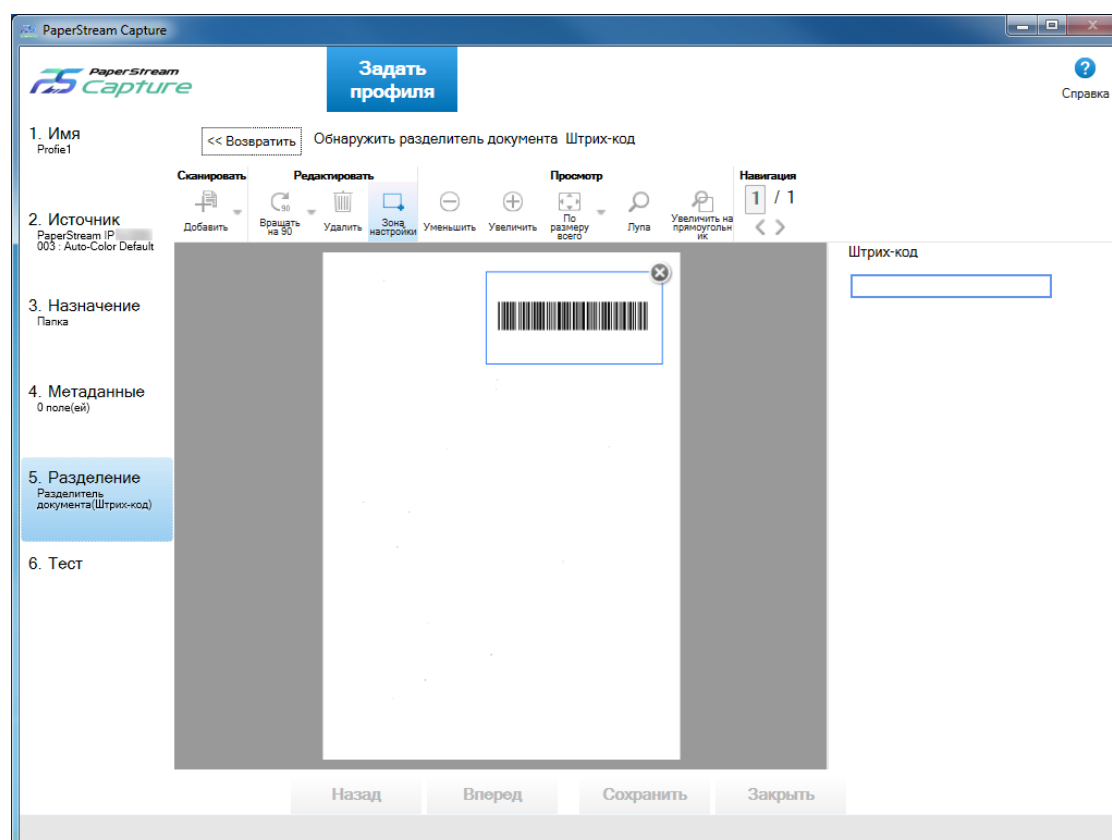 PaperStream Capture
PaperStream
Capture
Задать
профиля
Справка
1. Имя
Profie1
<< Возвратить
Обнаружить разделитель документа Штрих-код
Сканировать
Редактировать
Просмотр
Навигация
90
1 / 1
Добавить
Вращать
на 90
Удалить
Зона
настройки
Уменьшить
Увеличить
По
размеру
всего
Лупа
Увеличить на
прямоугольн
ик
2. Источник
PaperStream IP
003 : Auto-Color Default
Штрих-код
3. Назначение
Папка
4. Метаданные
0 поле(ей)
5. Разделение
Разделитель
документа(Штрих-код)
6. Тест
Назад
Вперед
Сохранить
Закрыть